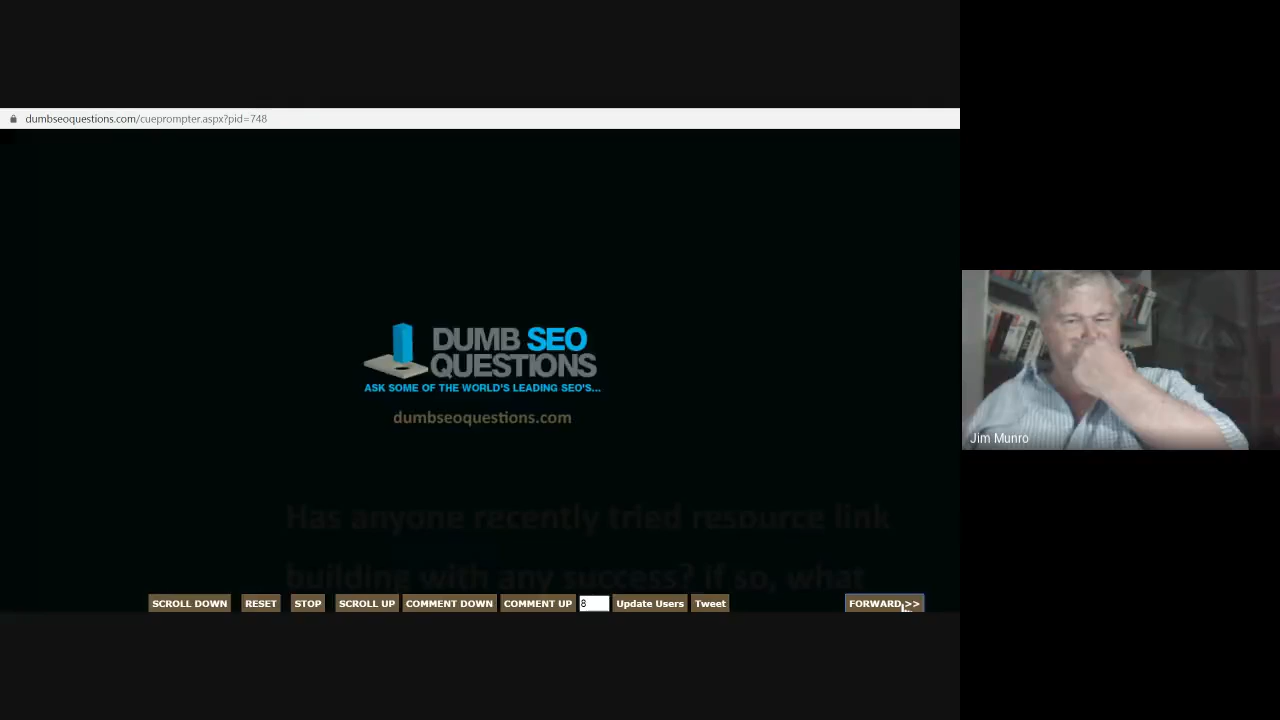 dumbseoquestions.com/cueprompter.aspx?pid=748
DUMB SEO
QUESTIONS
ASK SOME OF THE WORLD'S LEADING SEO'S...
dumbseoquestions.com
Has anyone recently tried resource link
building with any success? If so, what
SCROLL DOWN RESET STOP SCROLL UP COMMENT DOWN COMMENT UP 8 Update Users Tweet FORWARD >>
Jim Munro